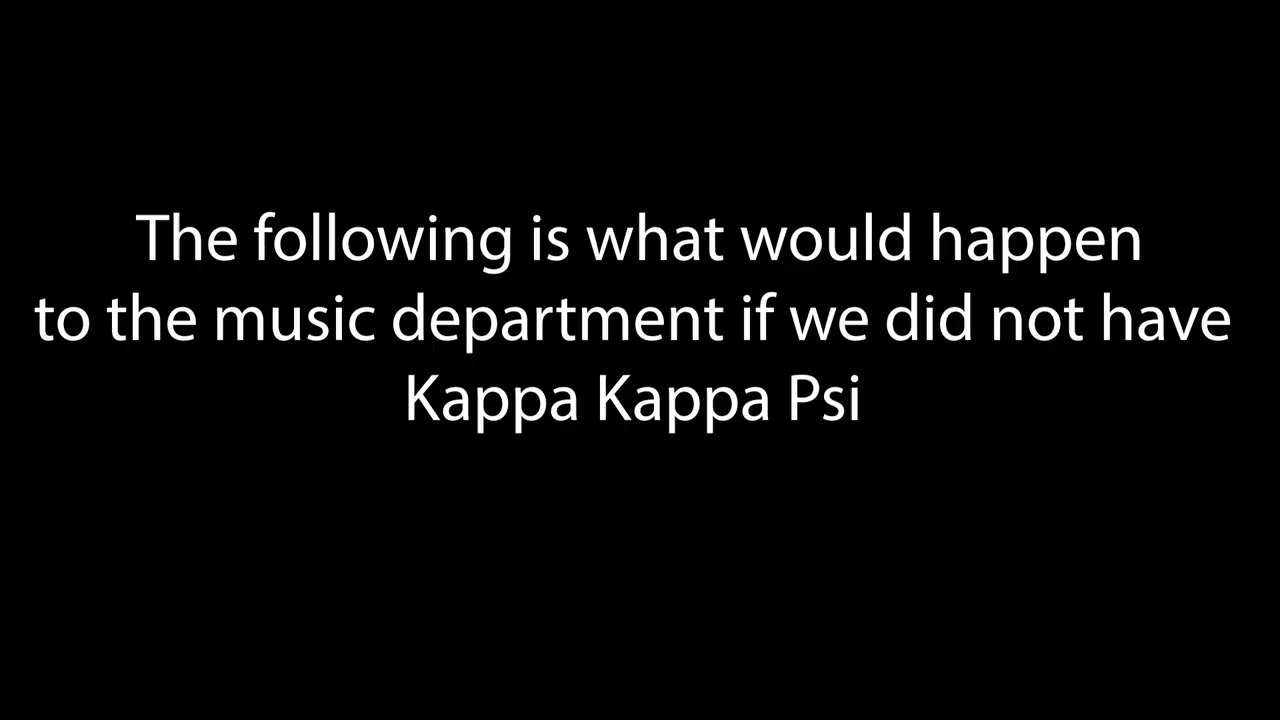 The following is what would happen
to the music department if we did not have
Kappa Kappa Psi